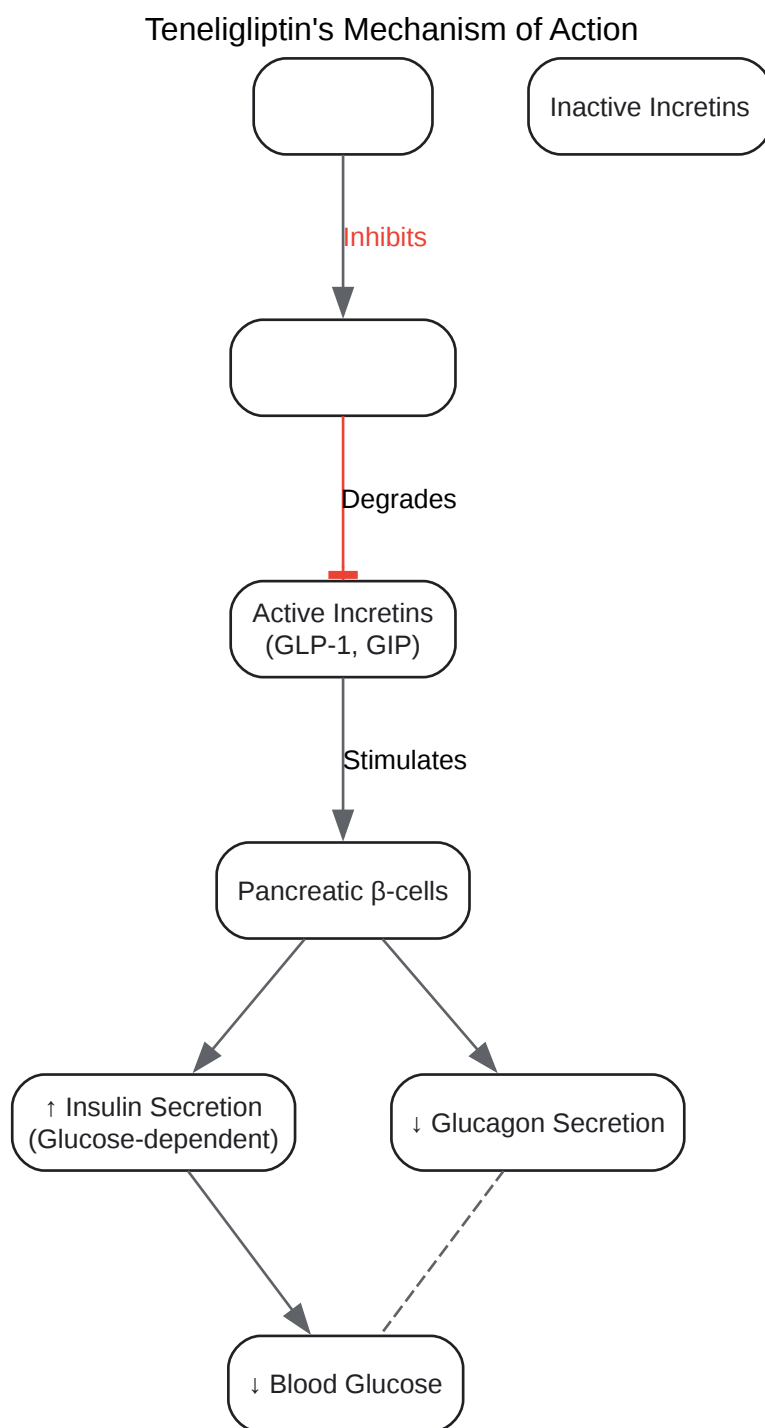 Teneligliptin's Mechanism of Action
Inactive Incretins
Inhibits
Degrades
Active Incretins
(GLP-1, GIP)
Stimulates
Pancreatic β-cells
↑ Insulin Secretion
(Glucose-dependent)
↓ Glucagon Secretion
↓ Blood Glucose